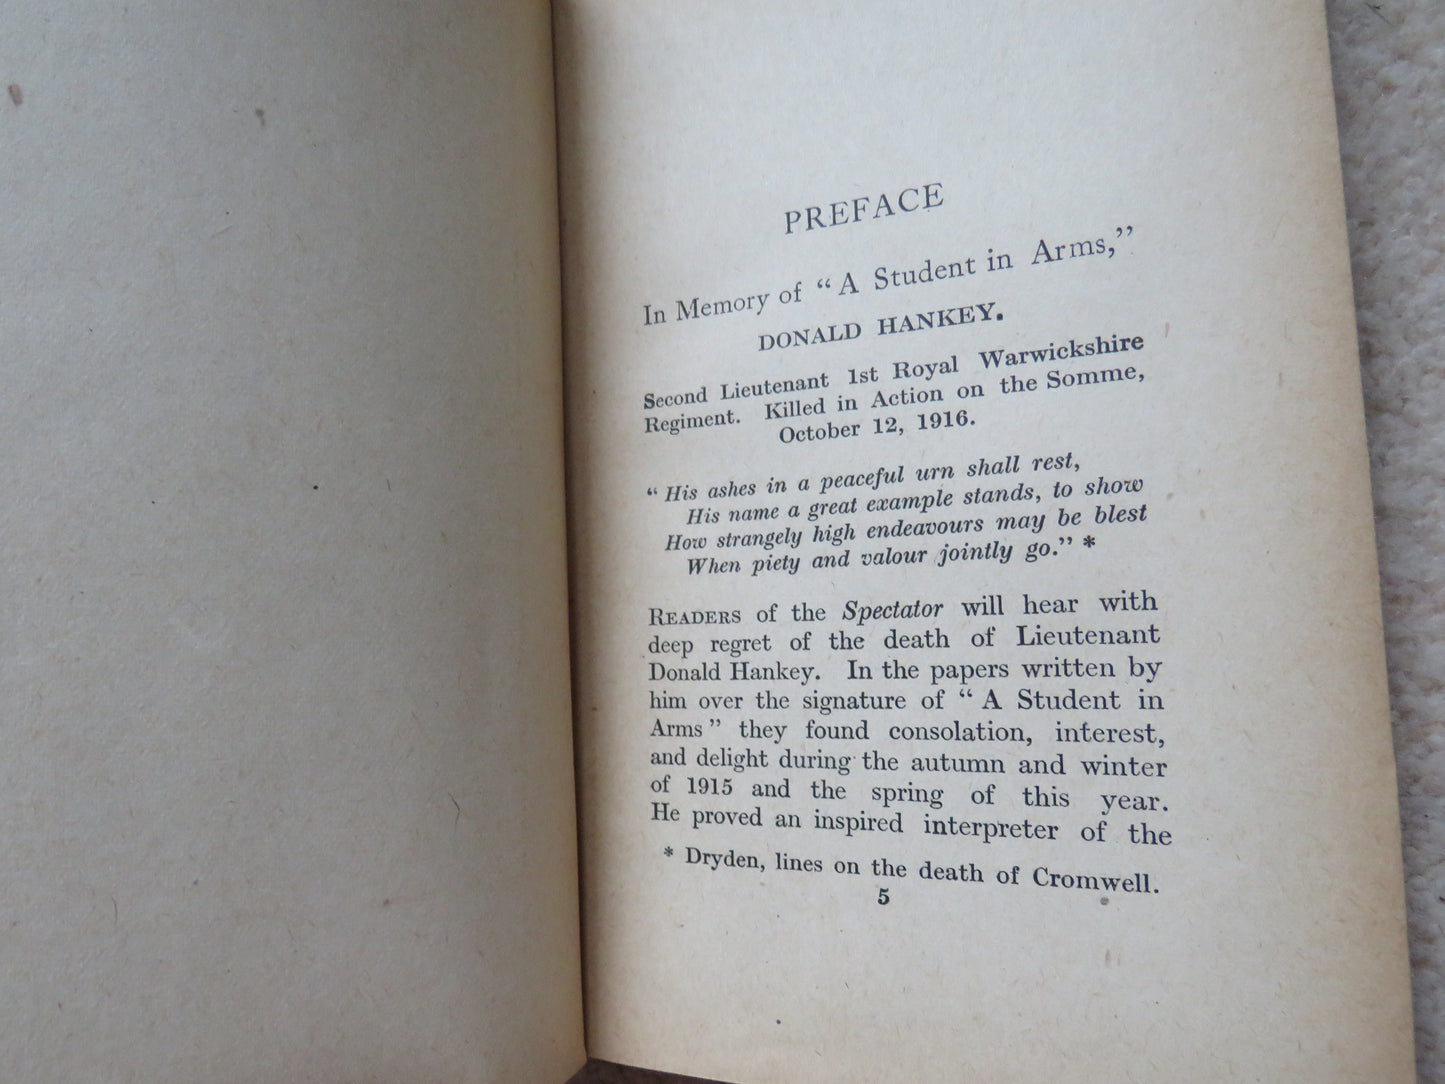 PREFACE
In Memory of “A Student in Arms,”
DONALD HANKEY.
Second Lieutenant 1st Royal Warwickshire
Regiment. Killed in Action on the Somme,
October 12, 1916.
“His ashes in a peaceful urn shall rest,
His name a great example stands, to show
How strangely high endeavours may be blest
When piety and valour jointly go.” *
READERS of the Spectator will hear with
deep regret of the death of Lieutenant
Donald Hankey. In the papers written by
him over the signature of “A Student in
Arms” they found consolation, interest,
and delight during the autumn and winter
of 1915 and the spring of this year.
He proved an inspired interpreter of the
* Dryden, lines on the death of Cromwell.
5